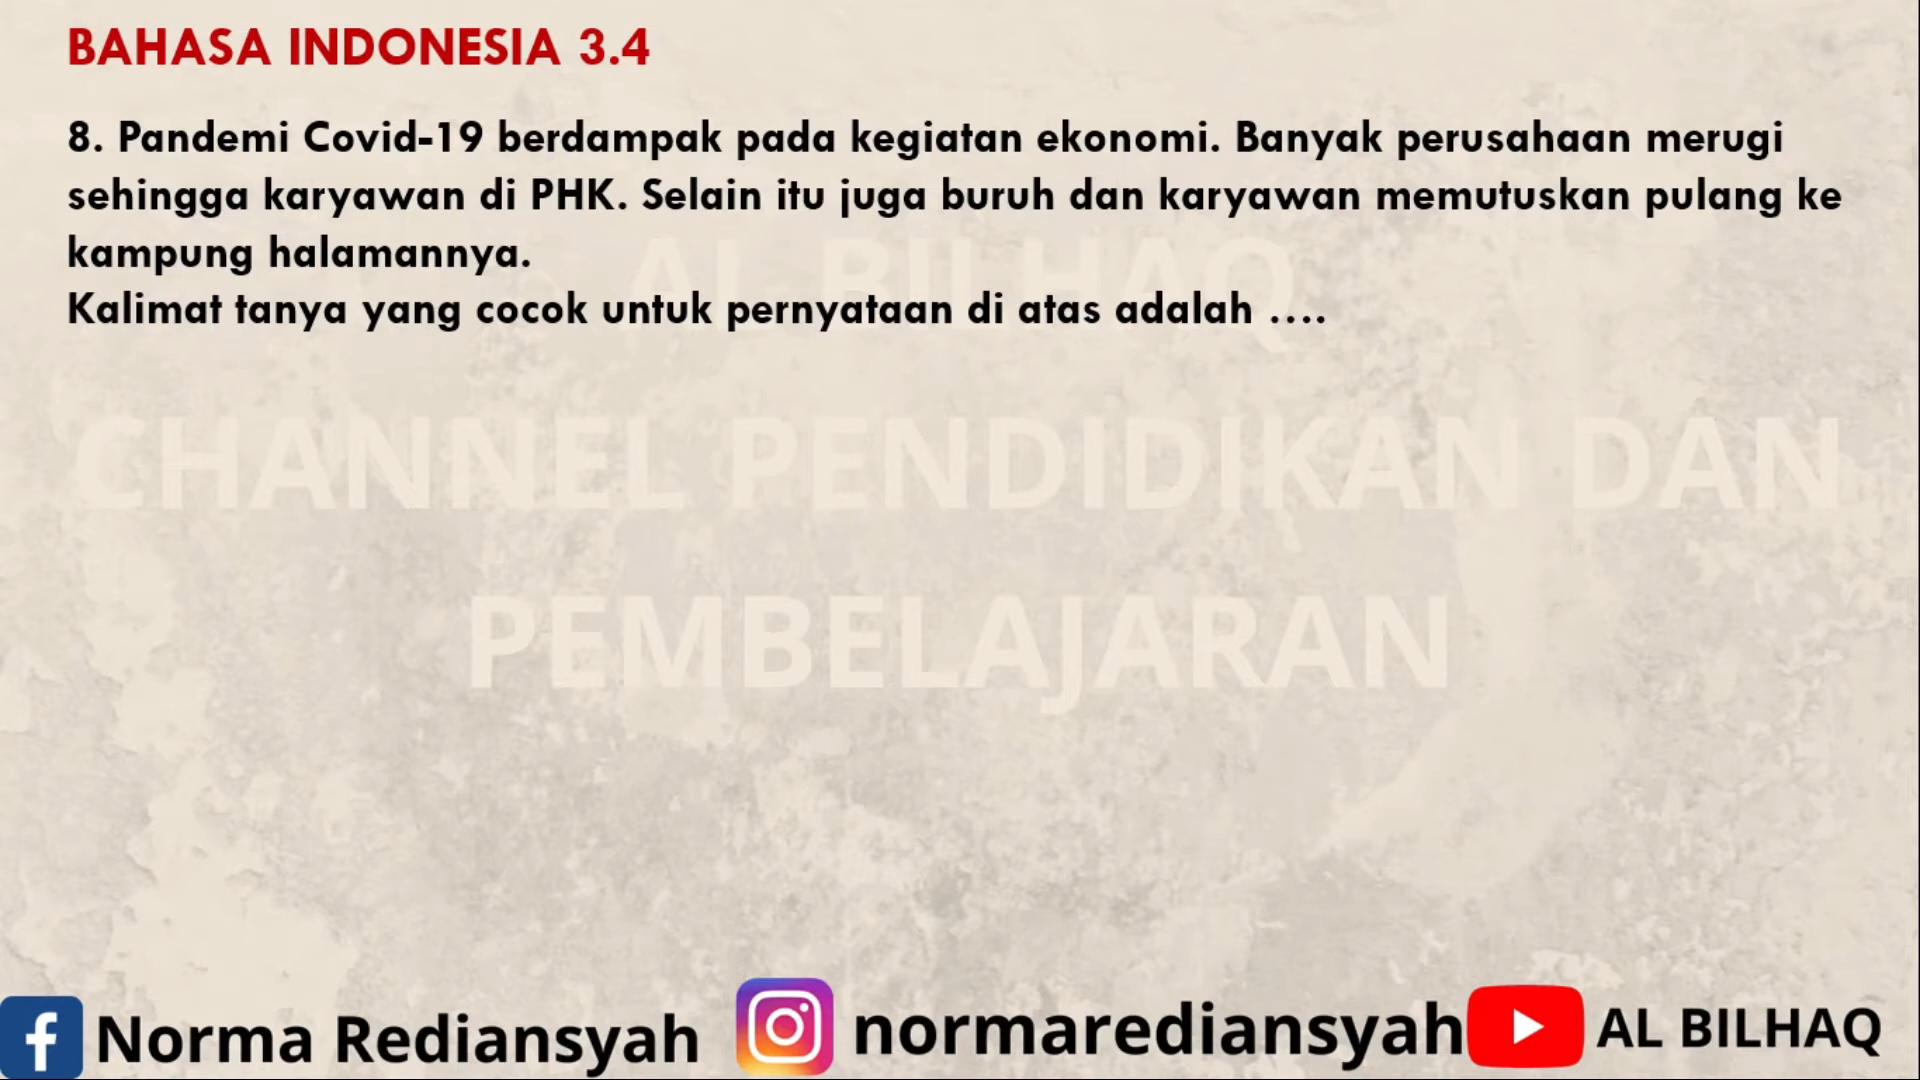 BAHASA INDONESIA 3.4
8. Pandemi Covid-19 berdampak pada kegiatan ekonomi. Banyak perusahaan merugi
sehingga karyawan di PHK. Selain itu juga buruh dan karyawan memutuskan pulang ke
kampung halamannya.
Kalimat tanya yang cocok untuk pernyataan di atas adalah ....
AL BILHAQ
CHANNEL PENDIDIKAN DAN
PEMBELAJARAN
Norma Rediansyah
normarediansyah
AL BILHAQ